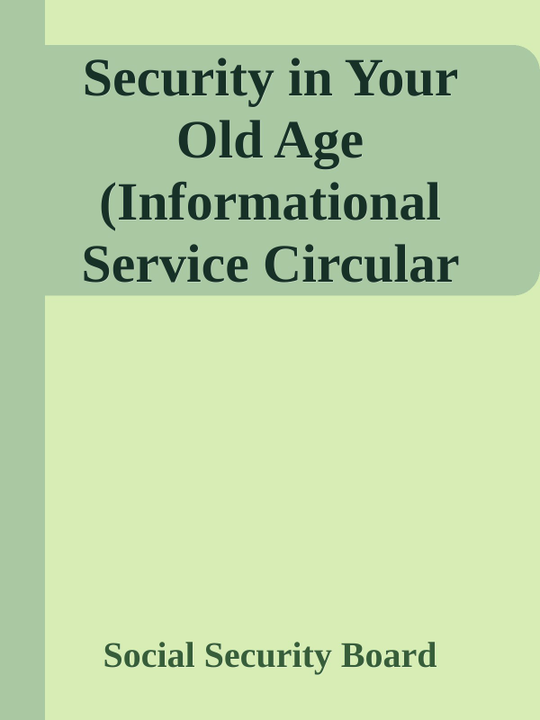 Security in Your
Old Age
(Informational
Service Circular
Social Security Board